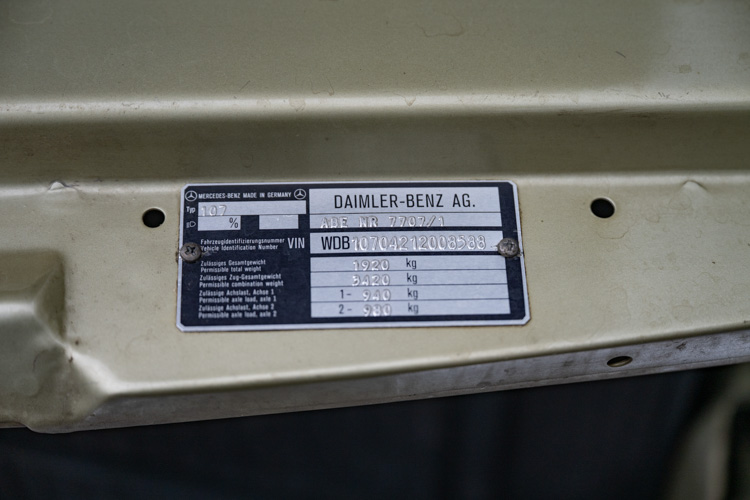 MERCEDES-BENZ MADE IN GERMANY
DAIMLER-BENZ AG.
Typ 107
ABE NR 7707/1
%
Fahrzeugidentifizierungsnummer
Vehicle Identification Number
VIN WDB10704212008588
Zulässiges Gesamtgewicht
Permissible total weight
1920 kg
Zulässiges Zug-Gesamtgewicht
Permissible combination weight
3420 kg
Zulässige Achslast, Achse 1
Permissible axle load, axle 1
1- 940 kg
Zulässige Achslast, Achse 2
Permissible axle load, axle 2
2- 980 kg